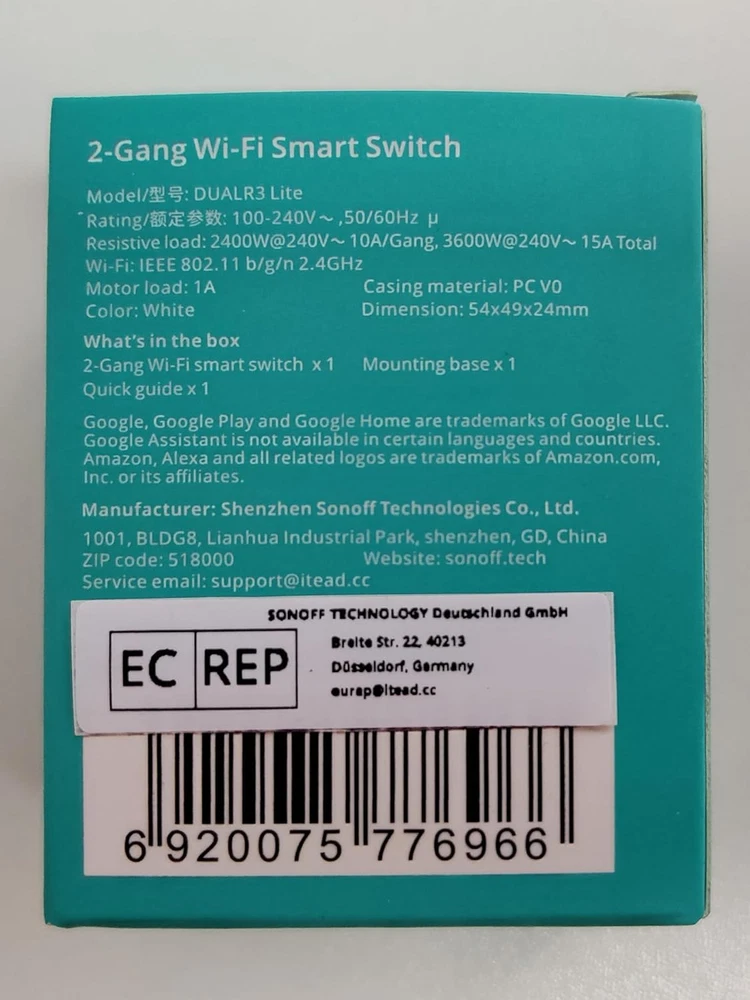 2-Gang Wi-Fi Smart Switch
Model/型号: DUALR3 Lite
Rating/额定参数: 100-240V~ ,50/60Hz µ
Resistive load: 2400W@240V~ 10A/Gang, 3600W@240V~ 15A Total
Wi-Fi: IEEE 802.11 b/g/n 2.4GHz
Motor load: 1A Casing material: PC V0
Color: White Dimension: 54x49x24mm
What's in the box
2-Gang Wi-Fi smart switch x 1 Mounting base x 1
Quick guide x 1
Google, Google Play and Google Home are trademarks of Google LLC.
Google Assistant is not available in certain languages and countries.
Amazon, Alexa and all related logos are trademarks of Amazon.com,
Inc. or its affiliates.
Manufacturer: Shenzhen Sonoff Technologies Co., Ltd.
1001, BLDG8, Lianhua Industrial Park, shenzhen, GD, China
ZIP code: 518000 Website: sonoff.tech
Service email: support@itead.cc
SONOFF TECHNOLOGY Deutschland GmbH
EC REP
Breite Str. 22, 40213
Düsseldorf, Germany
eurep@itead.cc
6 920075 776966